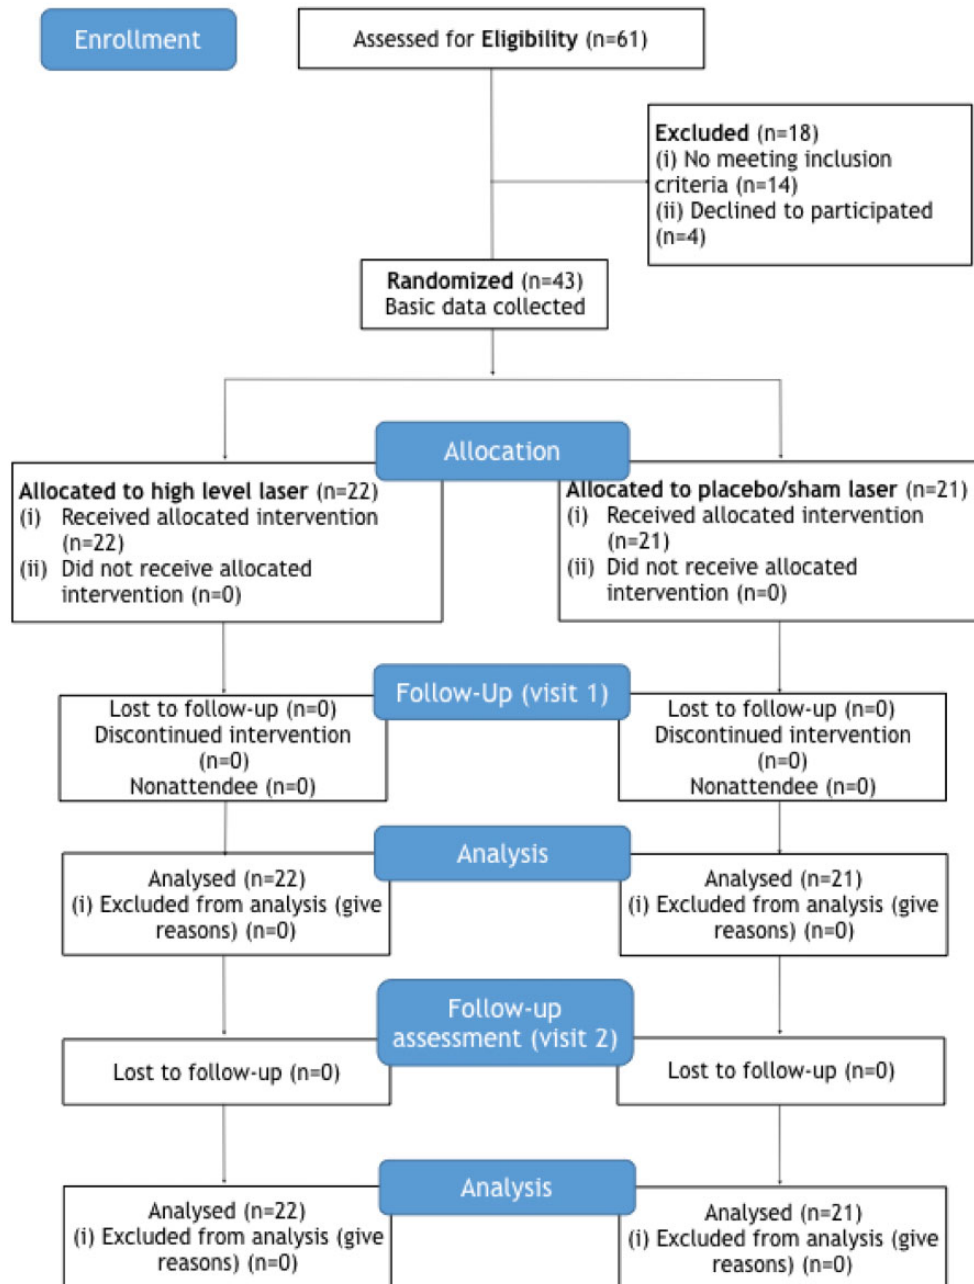 Enrollment
Assessed for Eligibility (n=61)
Excluded (n=18)
(i) No meeting inclusion
criteria (n=14)
(ii) Declined to participated
(n=4)
Randomized (n=43)
Basic data collected
Allocation
Allocated to high level laser (n=22)
(i) Received allocated intervention
(n=22)
(ii) Did not receive allocated
intervention (n=0)
Allocated to placebo/sham laser (n=21)
(i) Received allocated intervention
(n=21)
(ii) Did not receive allocated
intervention (n=0)
Follow-Up (visit 1)
Lost to follow-up (n=0)
Discontinued intervention
(n=0)
Nonattendee (n=0)
Lost to follow-up (n=0)
Discontinued intervention
(n=0)
Nonattendee (n=0)
Analysis
Analysed (n=22)
(i) Excluded from analysis (give
reasons) (n=0)
Analysed (n=21)
(i) Excluded from analysis (give
reasons) (n=0)
Follow-up
assessment (visit 2)
Lost to follow-up (n=0)
Lost to follow-up (n=0)
Analysis
Analysed (n=22)
(i) Excluded from analysis (give
reasons) (n=0)
Analysed (n=21)
(i) Excluded from analysis (give
reasons) (n=0)